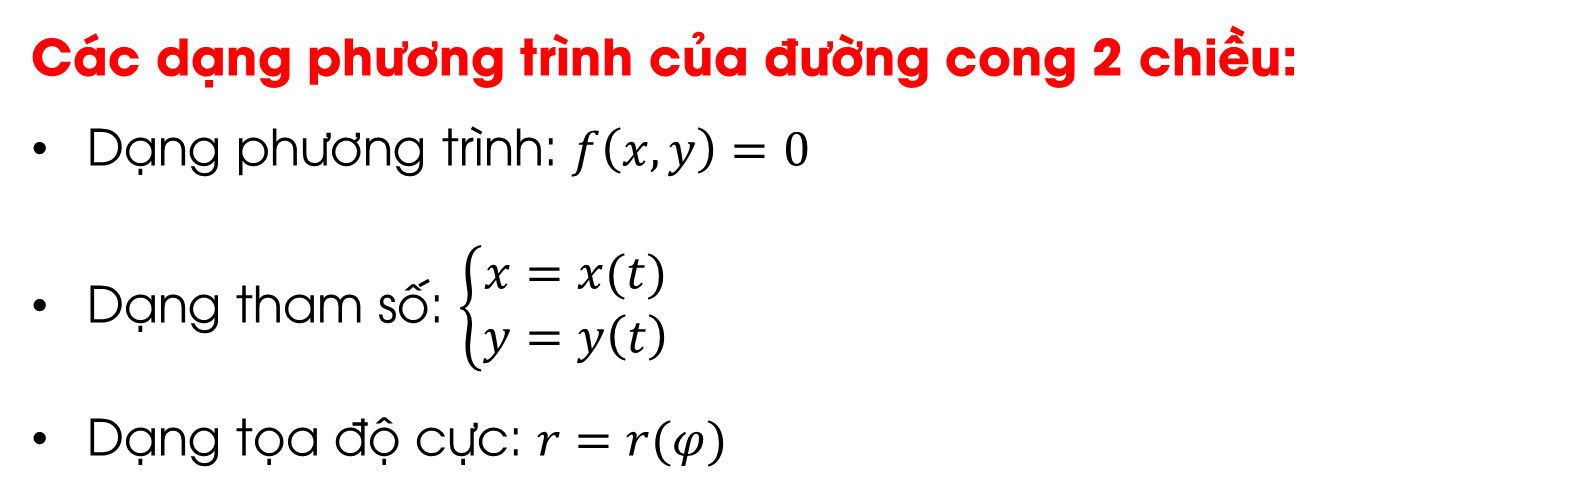 Các dạng phương trình của đường cong 2 chiều:
• Dạng phương trình: f(x, y) = 0
• Dạng tham số: { x = x(t)
y = y(t)
• Dạng tọa độ cực: r = r(φ)